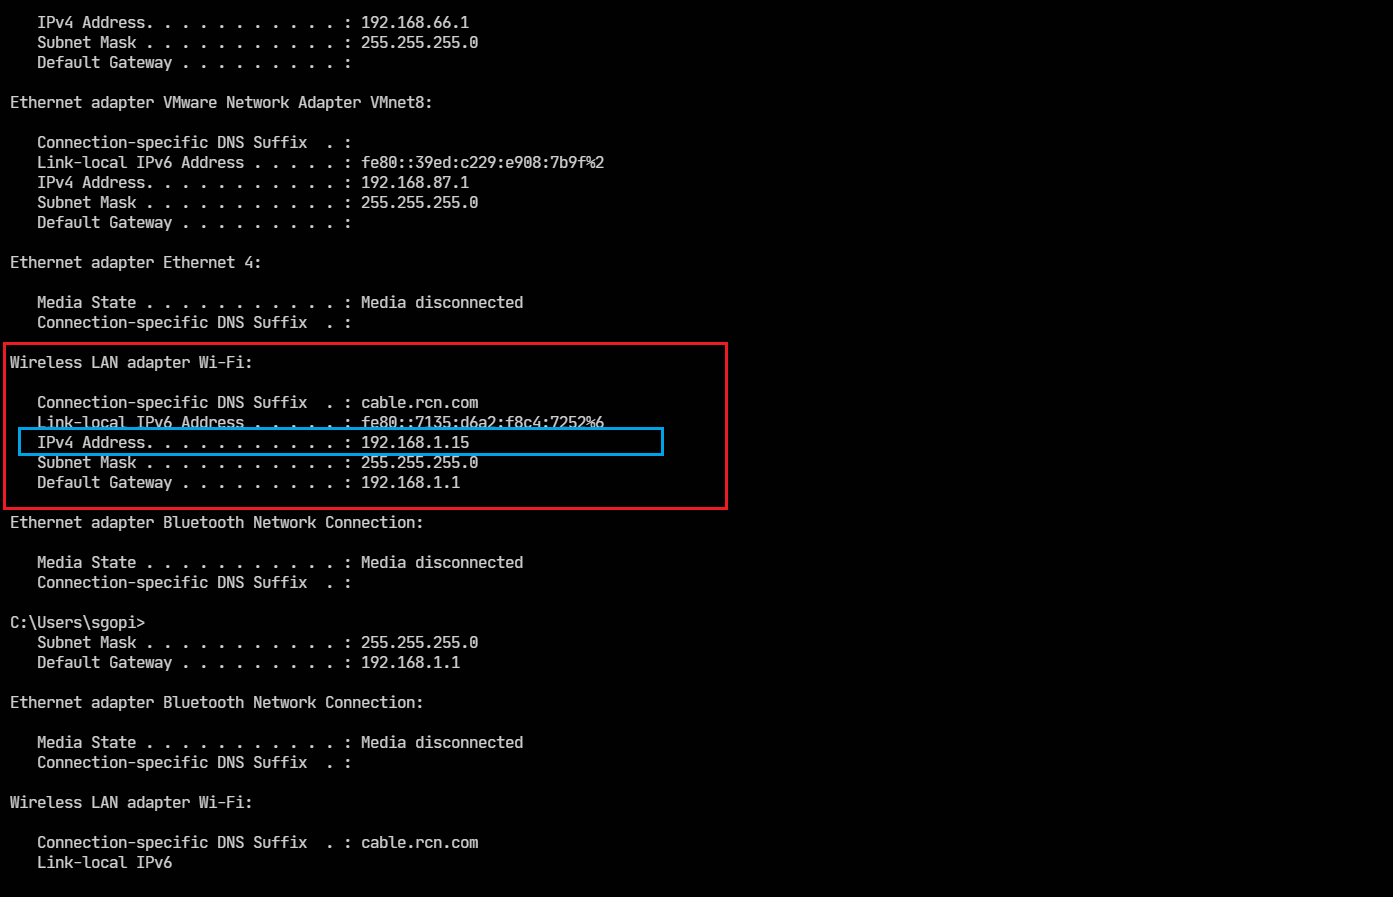 IPv4 Address. . . . . . . . . . . : 192.168.66.1
Subnet Mask . . . . . . . . . . . : 255.255.255.0
Default Gateway . . . . . . . . . :
Ethernet adapter VMware Network Adapter VMnet8:
Connection-specific DNS Suffix  . :
Link-local IPv6 Address . . . . . : fe80::39ed:c229:e908:7b9f%2
IPv4 Address. . . . . . . . . . . : 192.168.87.1
Subnet Mask . . . . . . . . . . . : 255.255.255.0
Default Gateway . . . . . . . . . :
Ethernet adapter Ethernet 4:
Media State . . . . . . . . . . . : Media disconnected
Connection-specific DNS Suffix  . :
Wireless LAN adapter Wi-Fi:
Connection-specific DNS Suffix  . : cable.rcn.com
Link-local IPv6 Address . . . . . : fe80::7135:d6a2:f8c4:7252%6
IPv4 Address. . . . . . . . . . . : 192.168.1.15
Subnet Mask . . . . . . . . . . . : 255.255.255.0
Default Gateway . . . . . . . . . : 192.168.1.1
Ethernet adapter Bluetooth Network Connection:
Media State . . . . . . . . . . . : Media disconnected
Connection-specific DNS Suffix  . :
C:\Users\sgopi>
Subnet Mask . . . . . . . . . . . : 255.255.255.0
Default Gateway . . . . . . . . . : 192.168.1.1
Ethernet adapter Bluetooth Network Connection:
Media State . . . . . . . . . . . : Media disconnected
Connection-specific DNS Suffix  . :
Wireless LAN adapter Wi-Fi:
Connection-specific DNS Suffix  . : cable.rcn.com
Link-local IPv6